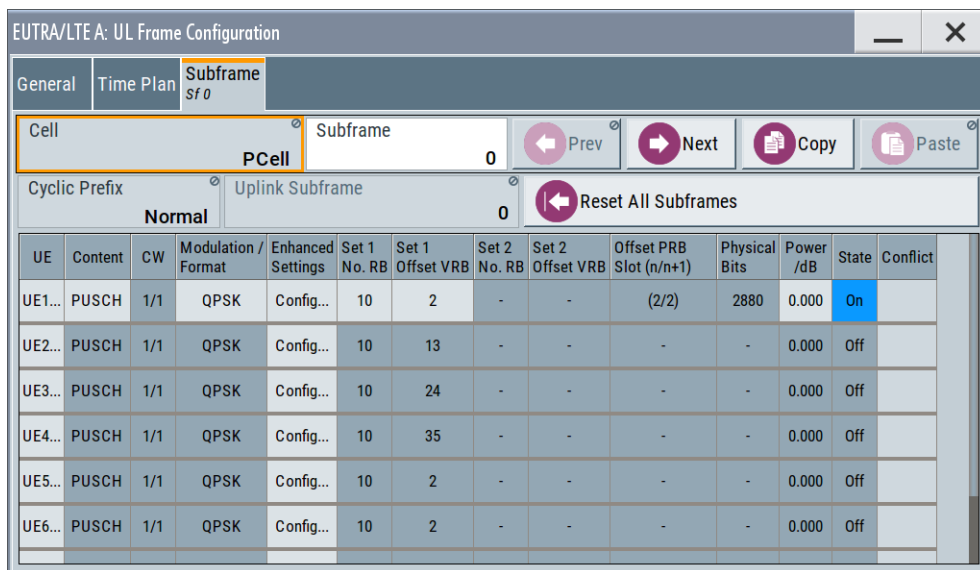 EUTRA/LTE A: UL Frame Configuration
General
Time Plan
Subframe
Sf 0
Cell
PCell
Subframe
0
Prev
Next
Copy
Paste
Cyclic Prefix
Normal
Uplink Subframe
0
Reset All Subframes
UE Content CW Modulation / Format Enhanced Settings Set 1 No. RB Set 1 Offset VRB Set 2 No. RB Set 2 Offset VRB Offset PRB Slot (n/n+1) Physical Bits Power /dB State Conflict
UE1... PUSCH 1/1 QPSK Config... 10 2 - - (2/2) 2880 0.000 On
UE2... PUSCH 1/1 QPSK Config... 10 13 - - - - 0.000 Off
UE3... PUSCH 1/1 QPSK Config... 10 24 - - - - 0.000 Off
UE4... PUSCH 1/1 QPSK Config... 10 35 - - - - 0.000 Off
UE5... PUSCH 1/1 QPSK Config... 10 2 - - - - 0.000 Off
UE6... PUSCH 1/1 QPSK Config... 10 2 - - - - 0.000 Off